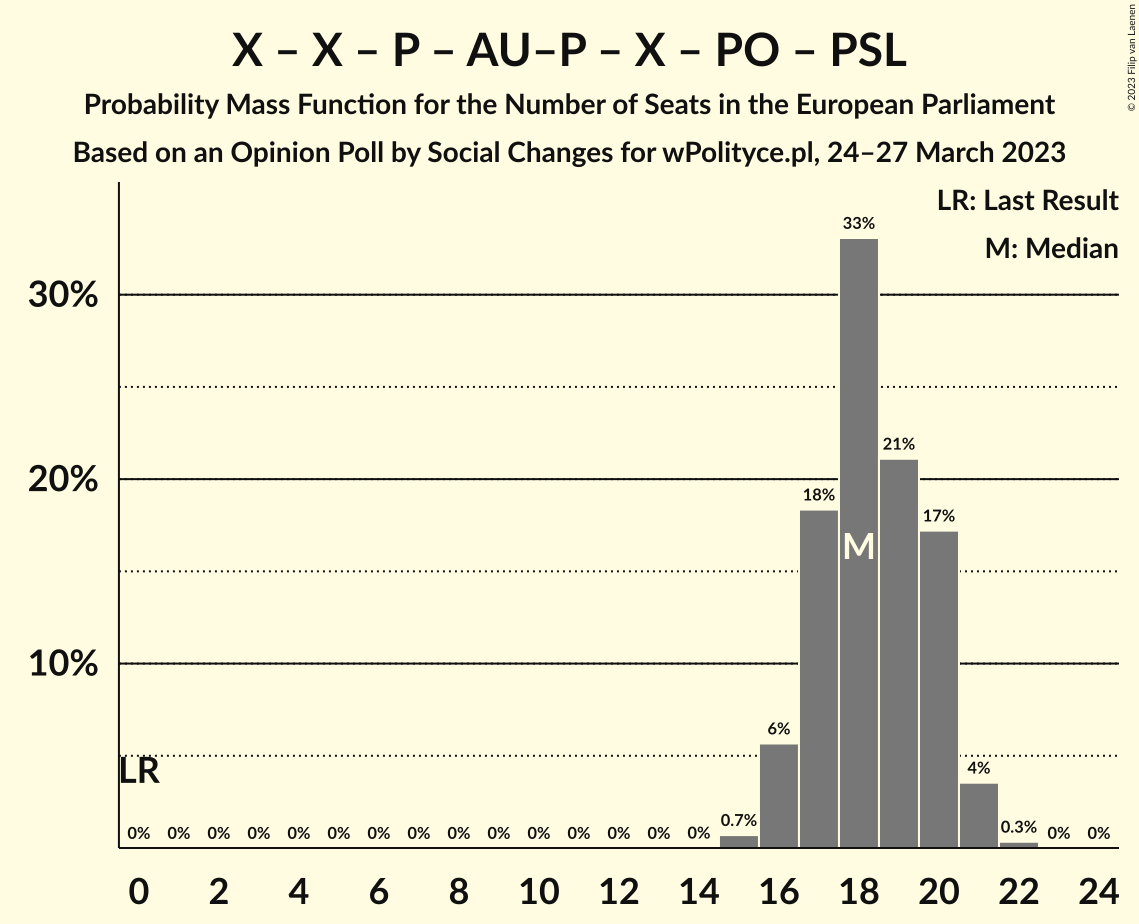 X – X – P – AU–P – X – PO – PSL
Probability Mass Function for the Number of Seats in the European Parliament
Based on an Opinion Poll by Social Changes for wPolityce.pl, 24–27 March 2023
© 2023 Filip van Laenen
LR: Last Result
M: Median
33%
30%
21%
20%
18%
17%
M
10%
6%
4%
LR
0% 0% 0% 0% 0% 0% 0% 0% 0% 0% 0% 0% 0% 0% 0% 0.7% 0.3% 0% 0%
0 2 4 6 8 10 12 14 16 18 20 22 24